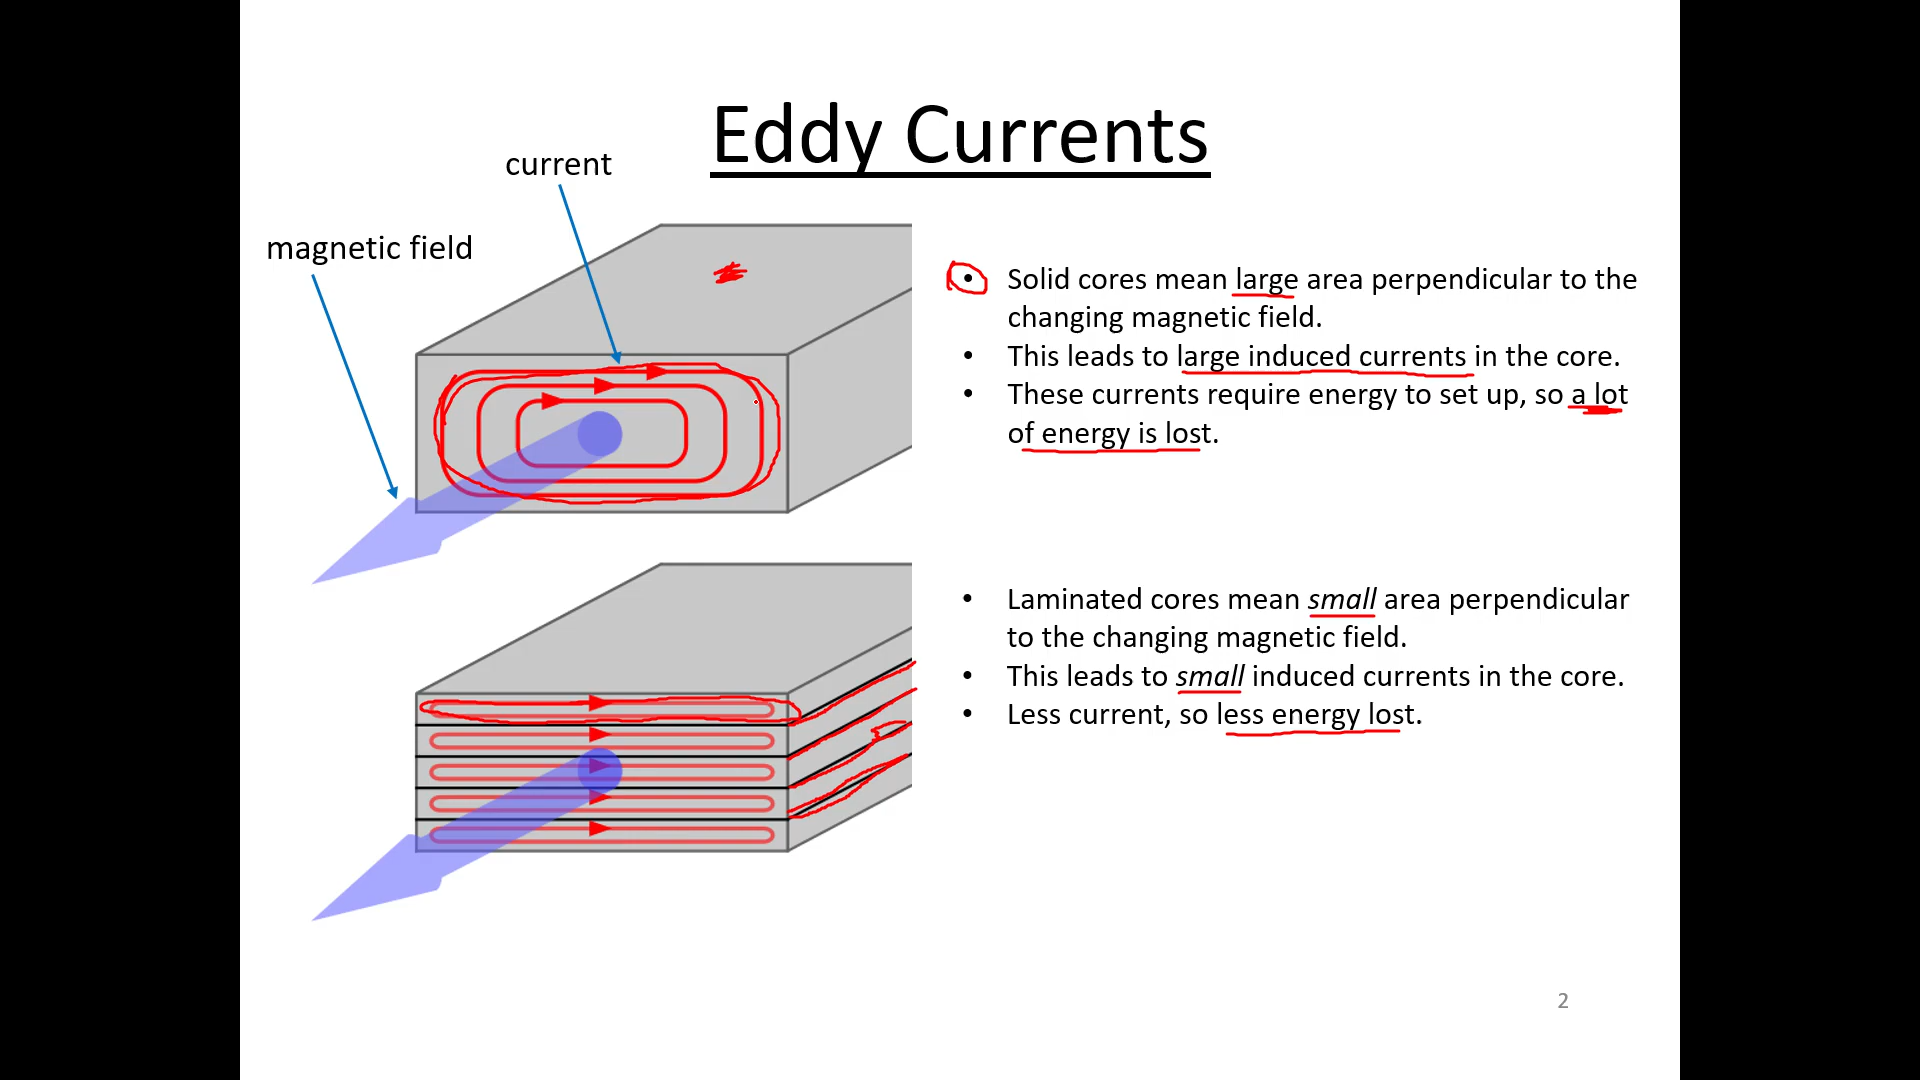 Eddy Currents
current
magnetic field
• Solid cores mean large area perpendicular to the
changing magnetic field.
• This leads to large induced currents in the core.
• These currents require energy to set up, so a lot
of energy is lost.
• Laminated cores mean small area perpendicular
to the changing magnetic field.
• This leads to small induced currents in the core.
• Less current, so less energy lost.
2